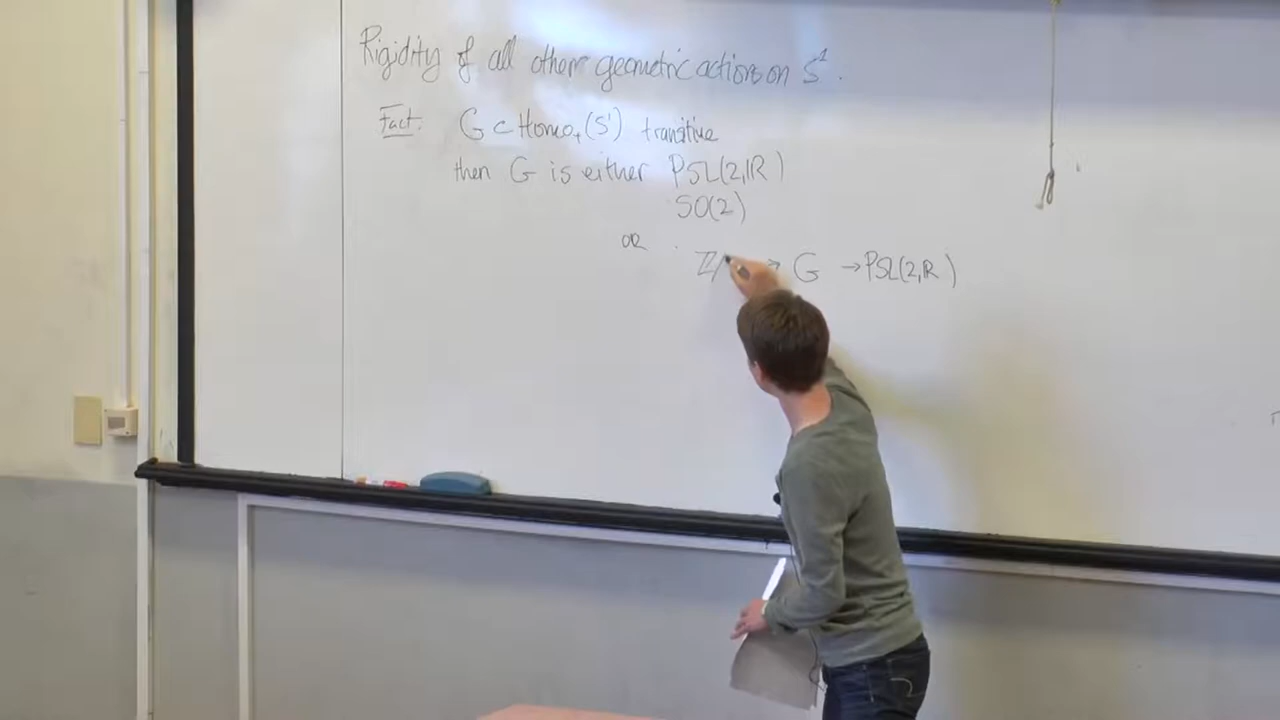 Rigidity of all other geometric actions on S¹.
Fact: G ⊂ Homeo₊(S¹) transitive
then G is either PSL(2,ℝ)
SO(2)
OR
ℤ/ → G → PSL(2,ℝ)